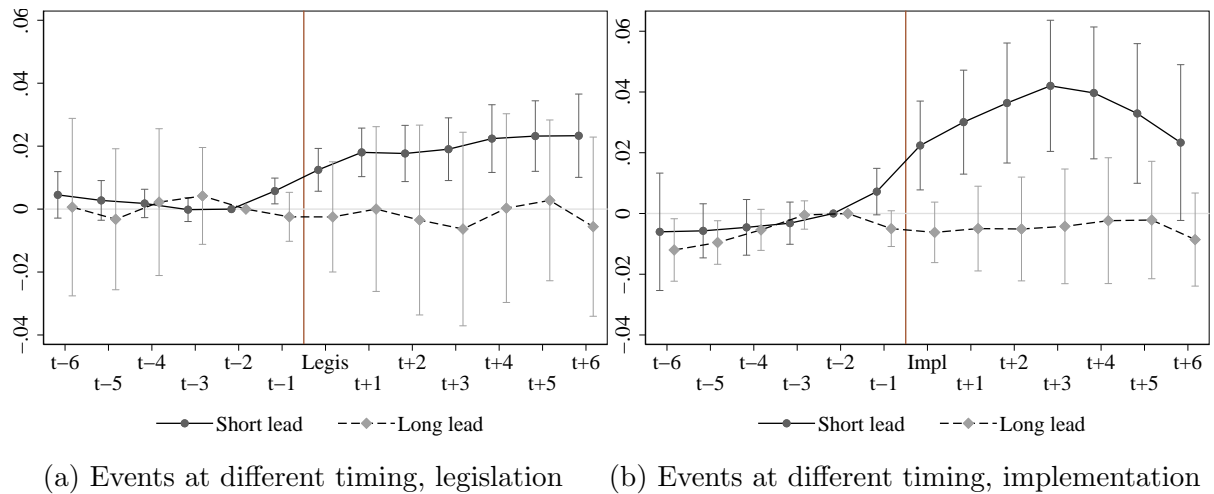 .06
.04
.02
0
−.02
−.04
t−6
t−5
t−4
t−3
t−2
t−1
Legis
t+1
t+2
t+3
t+4
t+5
t+6
Short lead
Long lead
(a) Events at different timing, legislation
.06
.04
.02
0
−.02
−.04
t−6
t−5
t−4
t−3
t−2
t−1
Impl
t+1
t+2
t+3
t+4
t+5
t+6
Short lead
Long lead
(b) Events at different timing, implementation